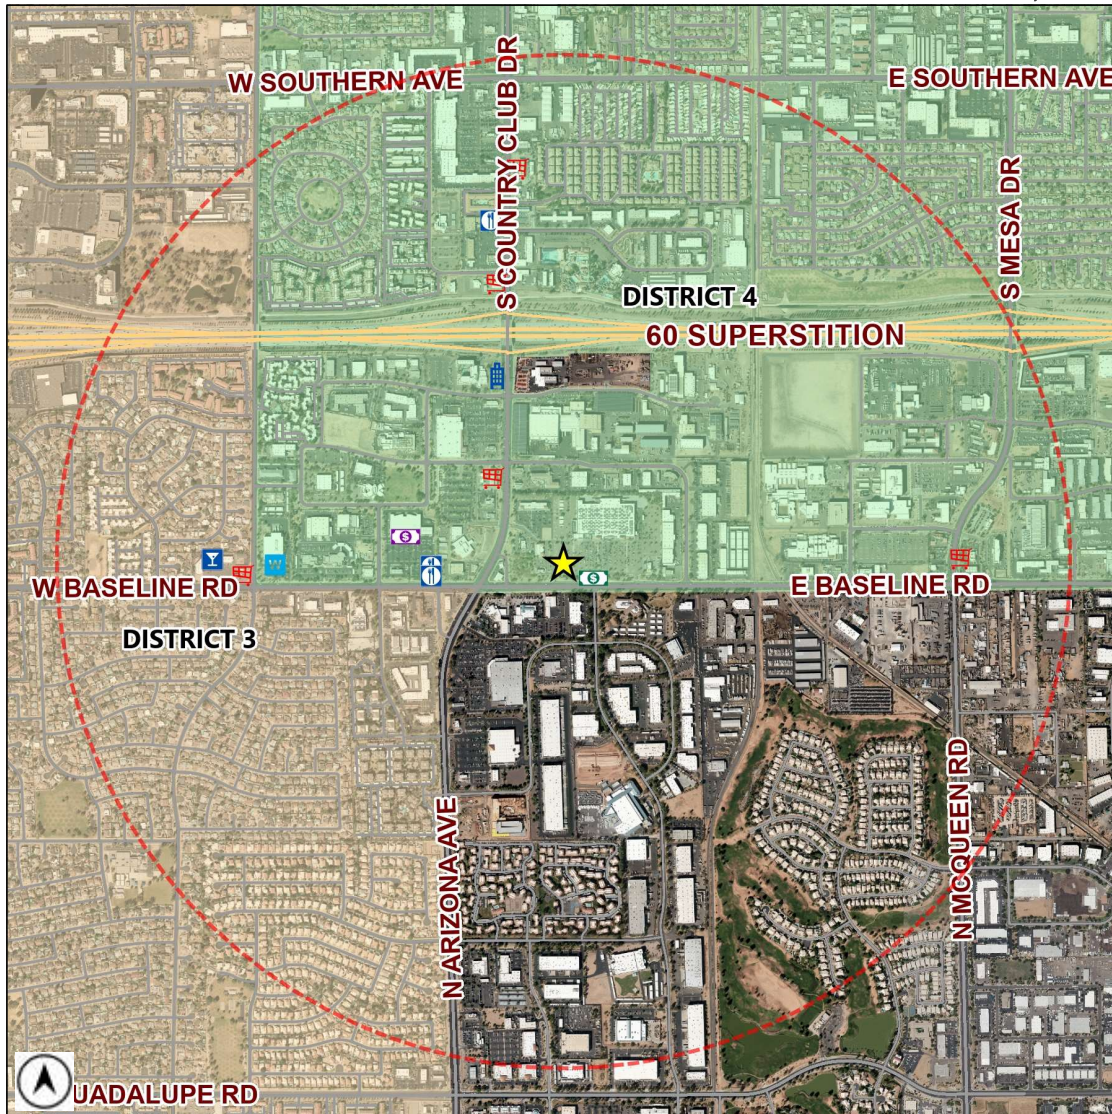 W SOUTHERN AVE
E SOUTHERN AVE
S COUNTRY CLUB DR
S MESA DR
DISTRICT 4
60 SUPERSTITION
$
W
$
W BASELINE RD
E BASELINE RD
DISTRICT 3
N ARIZONA AVE
N MCQUEEN RD
UADALUPE RD